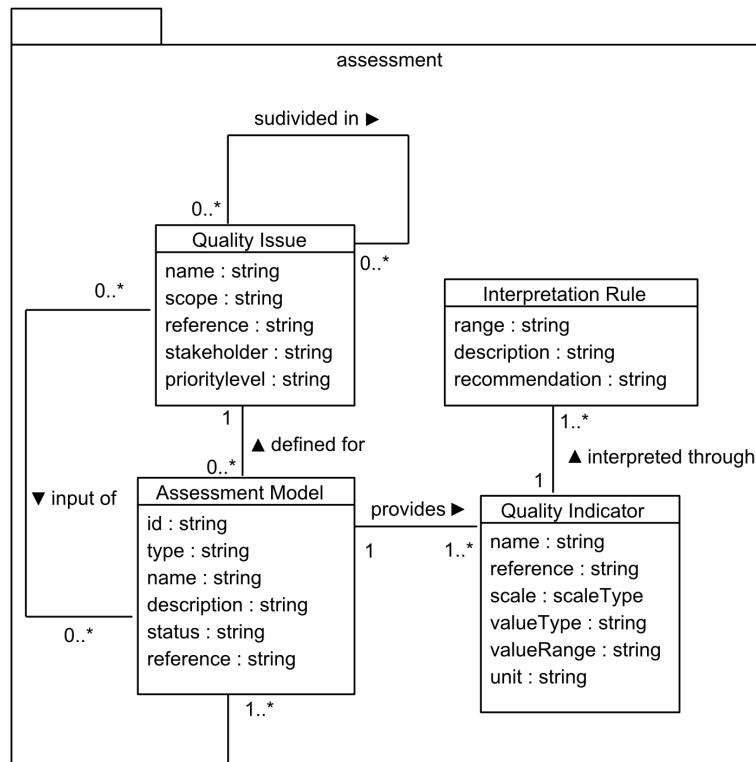 assessment
sudivided in ►
0..*
Quality Issue
0..*
name : string
scope : string
reference : string
stakeholder : string
prioritylevel : string
0..*
Interpretation Rule
range : string
description : string
recommendation : string
1
▲ defined for
0..*
1..*
▲ interpreted through
1
▼ input of
Assessment Model
id : string
type : string
name : string
description : string
status : string
reference : string
0..*
1..*
provides ►
1
1..*
Quality Indicator
name : string
reference : string
scale : scaleType
valueType : string
valueRange : string
unit : string